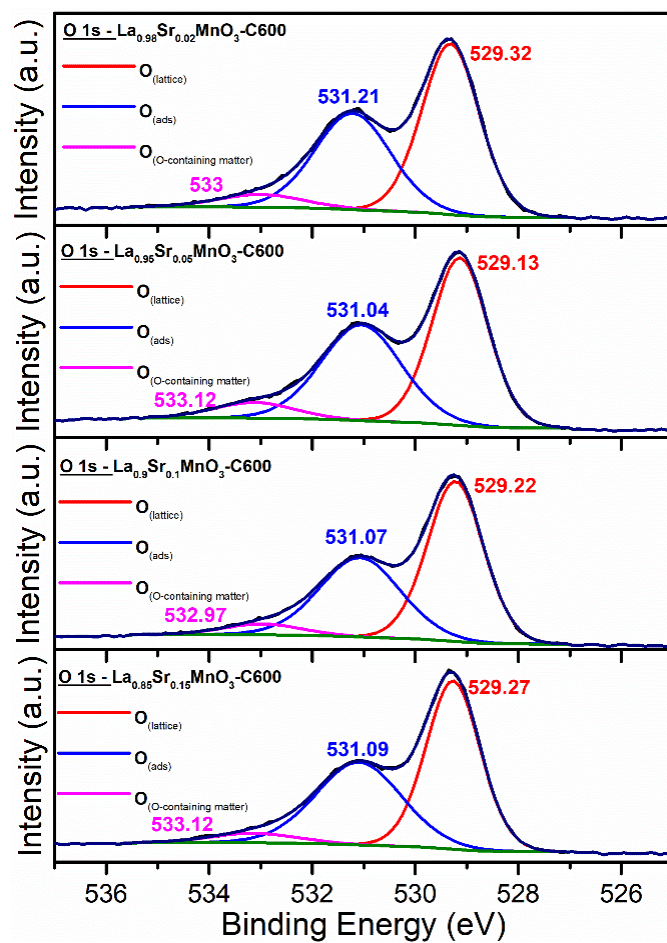 Intensity (a.u.)
O 1s - La0.98Sr0.02MnO3-C600
O(lattice)
O(ads)
O(O-containing matter)
533
531.21
529.32
Intensity (a.u.)
O 1s - La0.95Sr0.05MnO3-C600
O(lattice)
O(ads)
O(O-containing matter)
533.12
531.04
529.13
Intensity (a.u.)
O 1s - La0.9Sr0.1MnO3-C600
O(lattice)
O(ads)
O(O-containing matter)
532.97
531.07
529.22
Intensity (a.u.)
O 1s - La0.85Sr0.15MnO3-C600
O(lattice)
O(ads)
O(O-containing matter)
533.12
531.09
529.27
536 534 532 530 528 526
Binding Energy (eV)